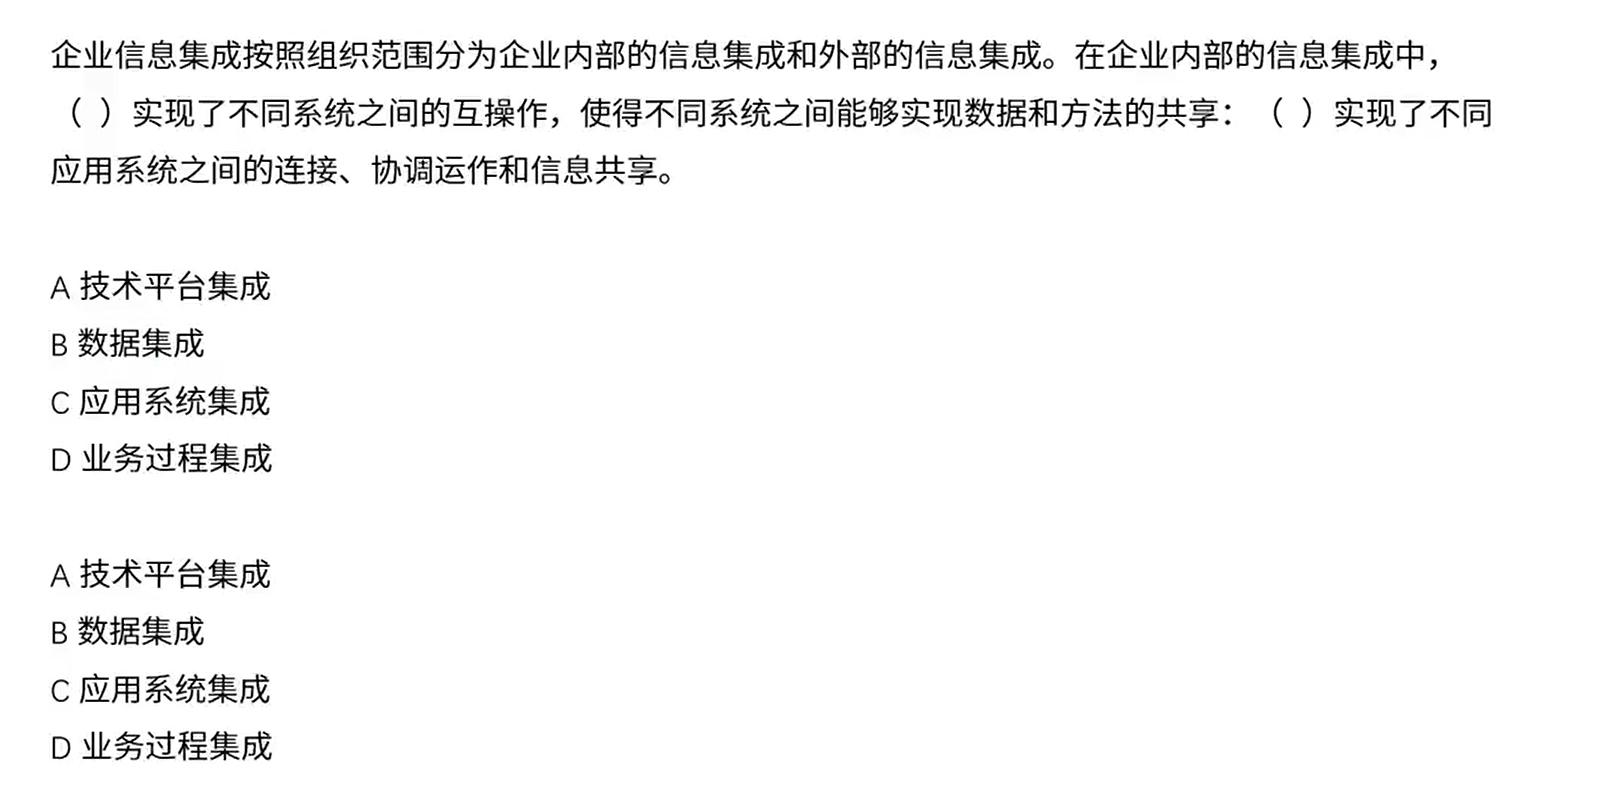 企业信息集成按照组织范围分为企业内部的信息集成和外部的信息集成。在企业内部的信息集成中，
（ ）实现了不同系统之间的互操作，使得不同系统之间能够实现数据和方法的共享：（ ）实现了不同
应用系统之间的连接、协调运作和信息共享。
A 技术平台集成
B 数据集成
C 应用系统集成
D 业务过程集成
A 技术平台集成
B 数据集成
C 应用系统集成
D 业务过程集成